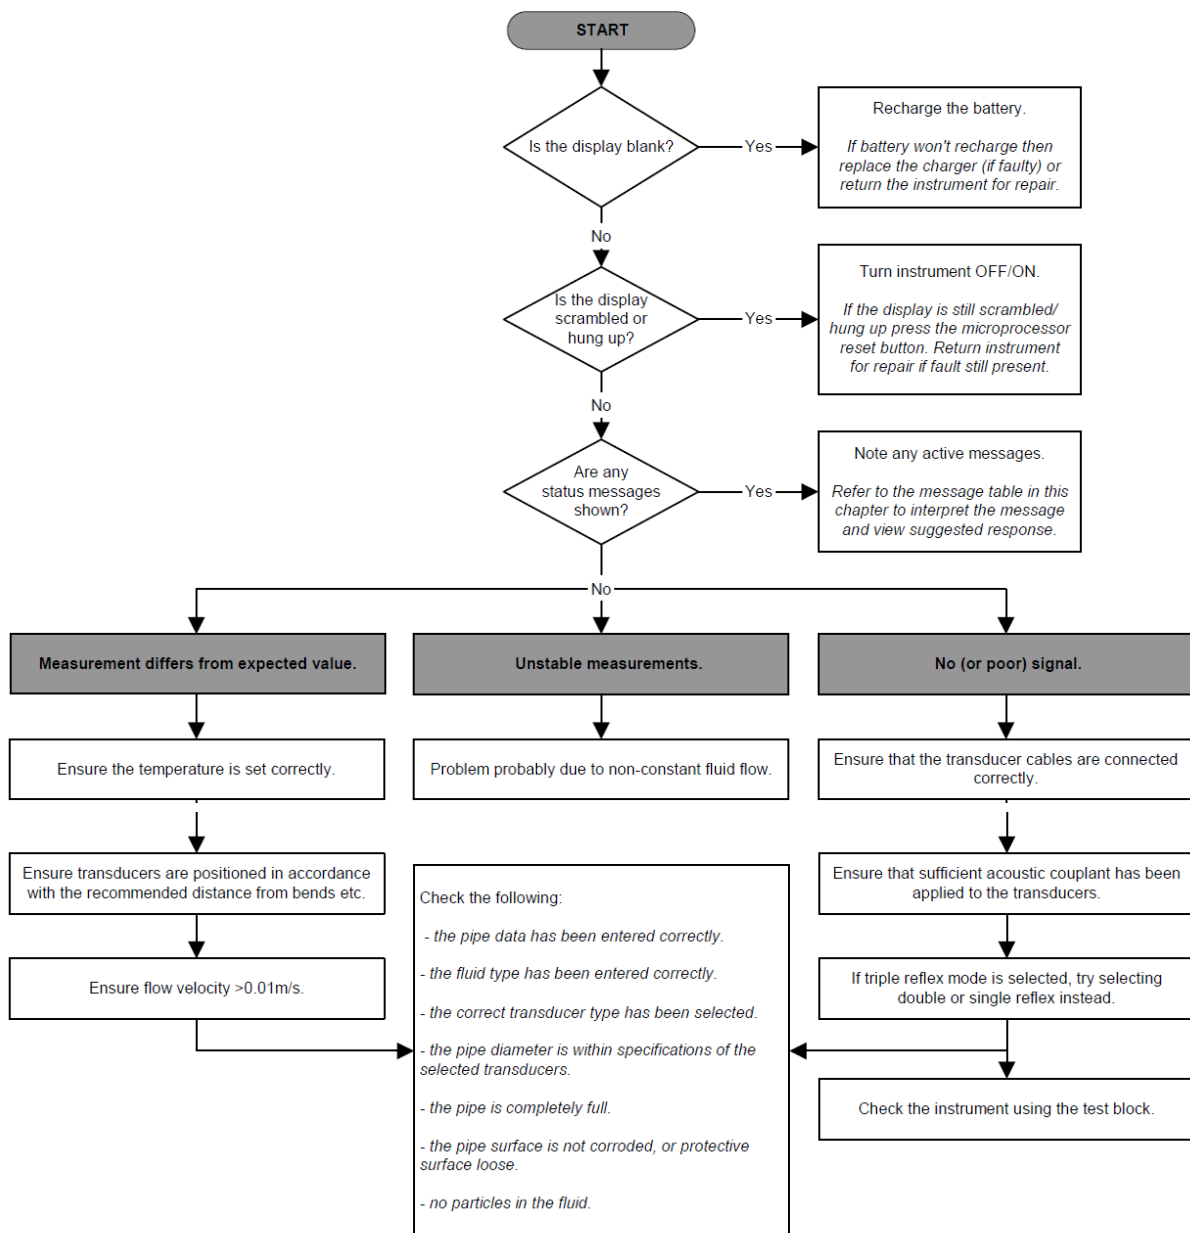 START
Is the display blank?
Yes
Recharge the battery.
If battery won't recharge then
replace the charger (if faulty) or
return the instrument for repair.
No
Is the display
scrambled or
hung up?
Yes
Turn instrument OFF/ON.
If the display is still scrambled/
hung up press the microprocessor
reset button. Return instrument
for repair if fault still present.
No
Are any
status messages
shown?
Yes
Note any active messages.
Refer to the message table in this
chapter to interpret the message
and view suggested response.
No
Measurement differs from expected value.
Unstable measurements.
No (or poor) signal.
Ensure the temperature is set correctly.
Problem probably due to non-constant fluid flow.
Ensure that the transducer cables are connected
correctly.
Ensure transducers are positioned in accordance
with the recommended distance from bends etc.
Ensure that sufficient acoustic couplant has been
applied to the transducers.
Ensure flow velocity >0.01m/s.
If triple reflex mode is selected, try selecting
double or single reflex instead.
Check the following:
- the pipe data has been entered correctly.
- the fluid type has been entered correctly.
- the correct transducer type has been selected.
- the pipe diameter is within specifications of the
selected transducers.
- the pipe is completely full.
- the pipe surface is not corroded, or protective
surface loose.
- no particles in the fluid.
Check the instrument using the test block.